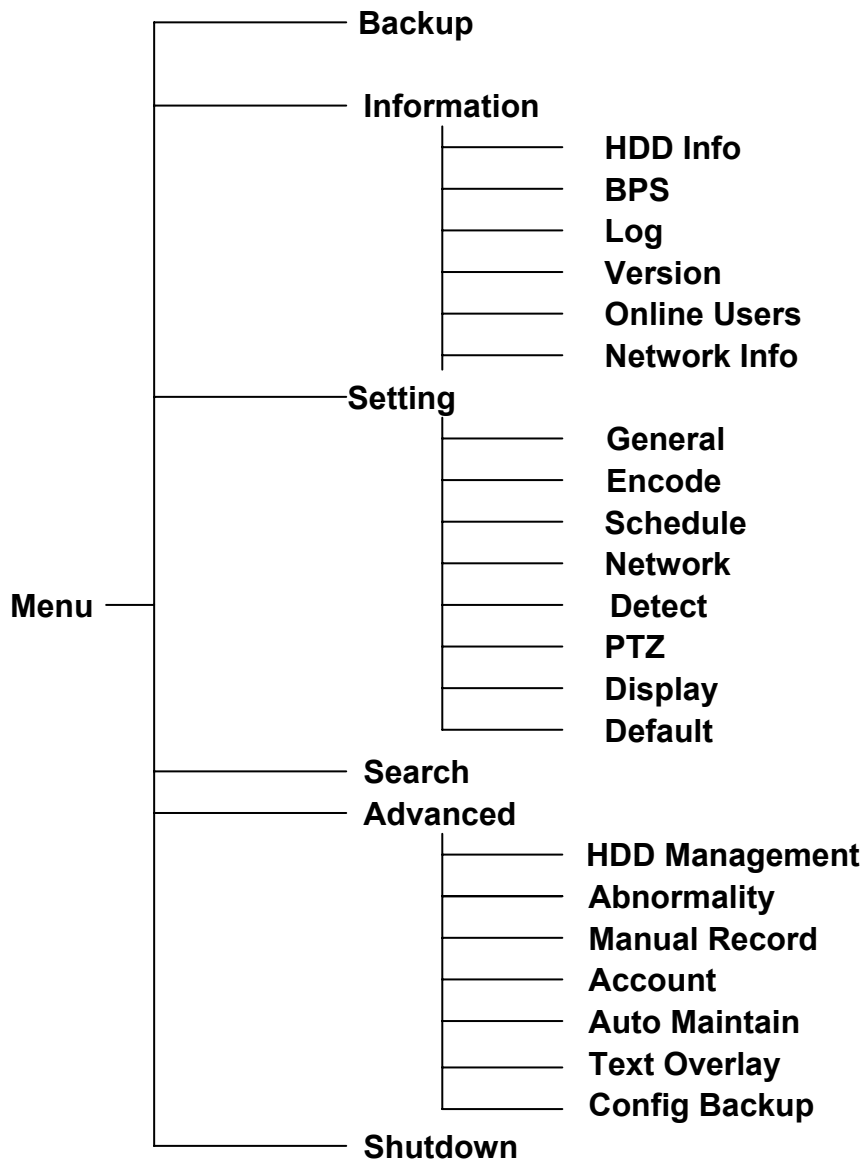 Backup
Information
HDD Info
BPS
Log
Version
Online Users
Network Info
Setting
General
Encode
Schedule
Network
Menu
Detect
PTZ
Display
Default
Search
Advanced
HDD Management
Abnormality
Manual Record
Account
Auto Maintain
Text Overlay
Config Backup
Shutdown